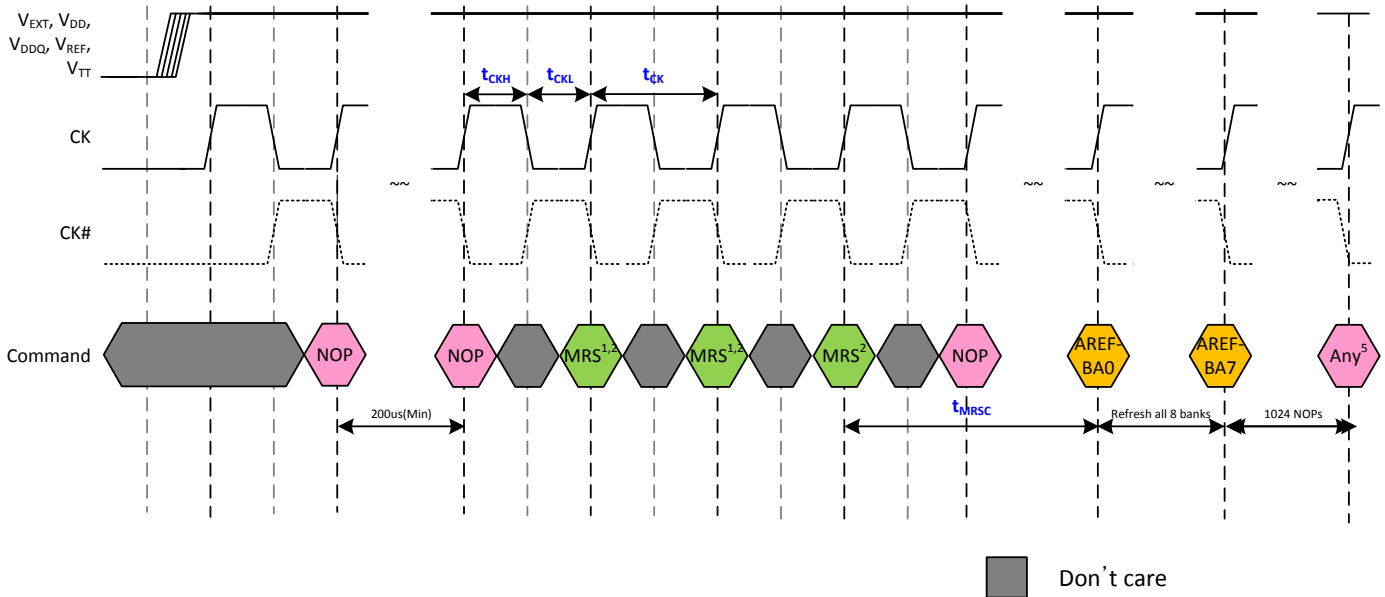 VEXT, VDD,
VDDQ, VREF,
VTT
tCKH tCKL tCK
CK
~~ ~~ ~~ ~~
CK#
Command NOP NOP MRS1,2 MRS1,2 MRS2 NOP AREF-BA0 AREF-BA7 Any5
200us(Min) tMRSC Refresh all 8 banks 1024 NOPs
Don't care